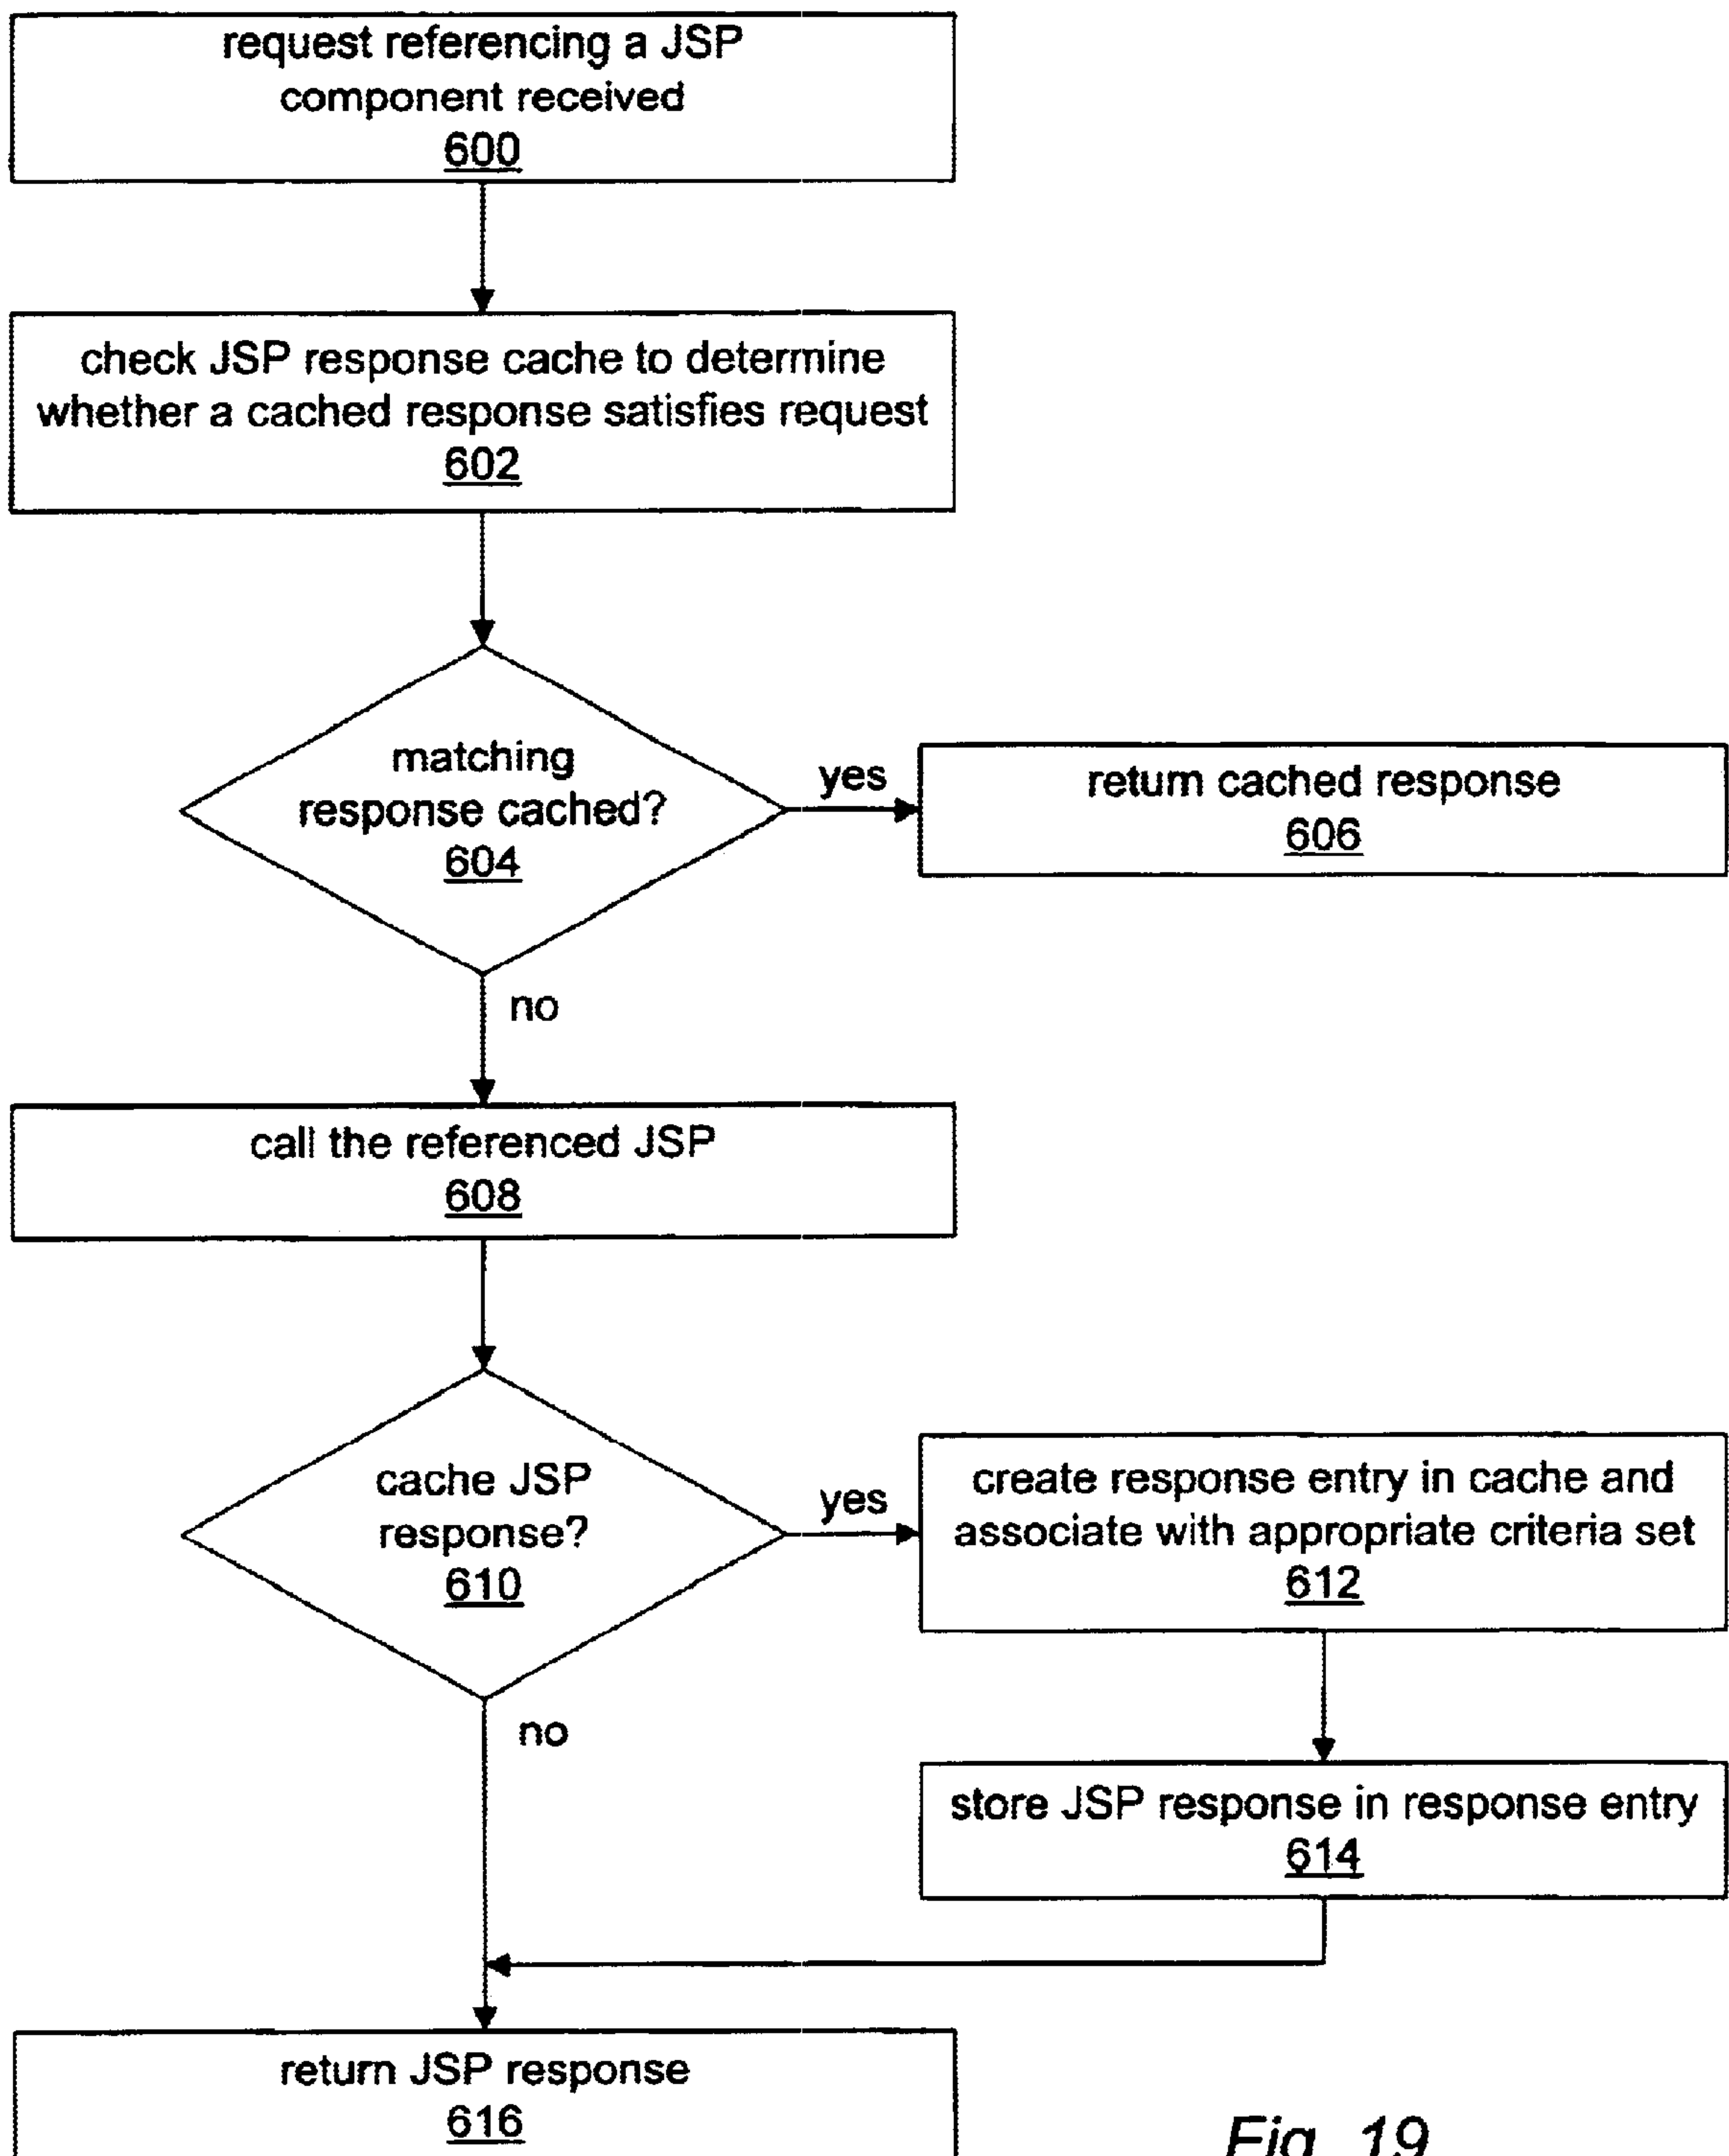 request referencing a JSP
component received
600
check JSP response cache to determine
whether a cached response satisfies request
602
matching
response cached?
604
yes
return cached response
606
no
call the referenced JSP
608
cache JSP
response?
610
yes
create response entry in cache and
associate with appropriate criteria set
612
no
store JSP response in response entry
614
return JSP response
616
Fig. 19